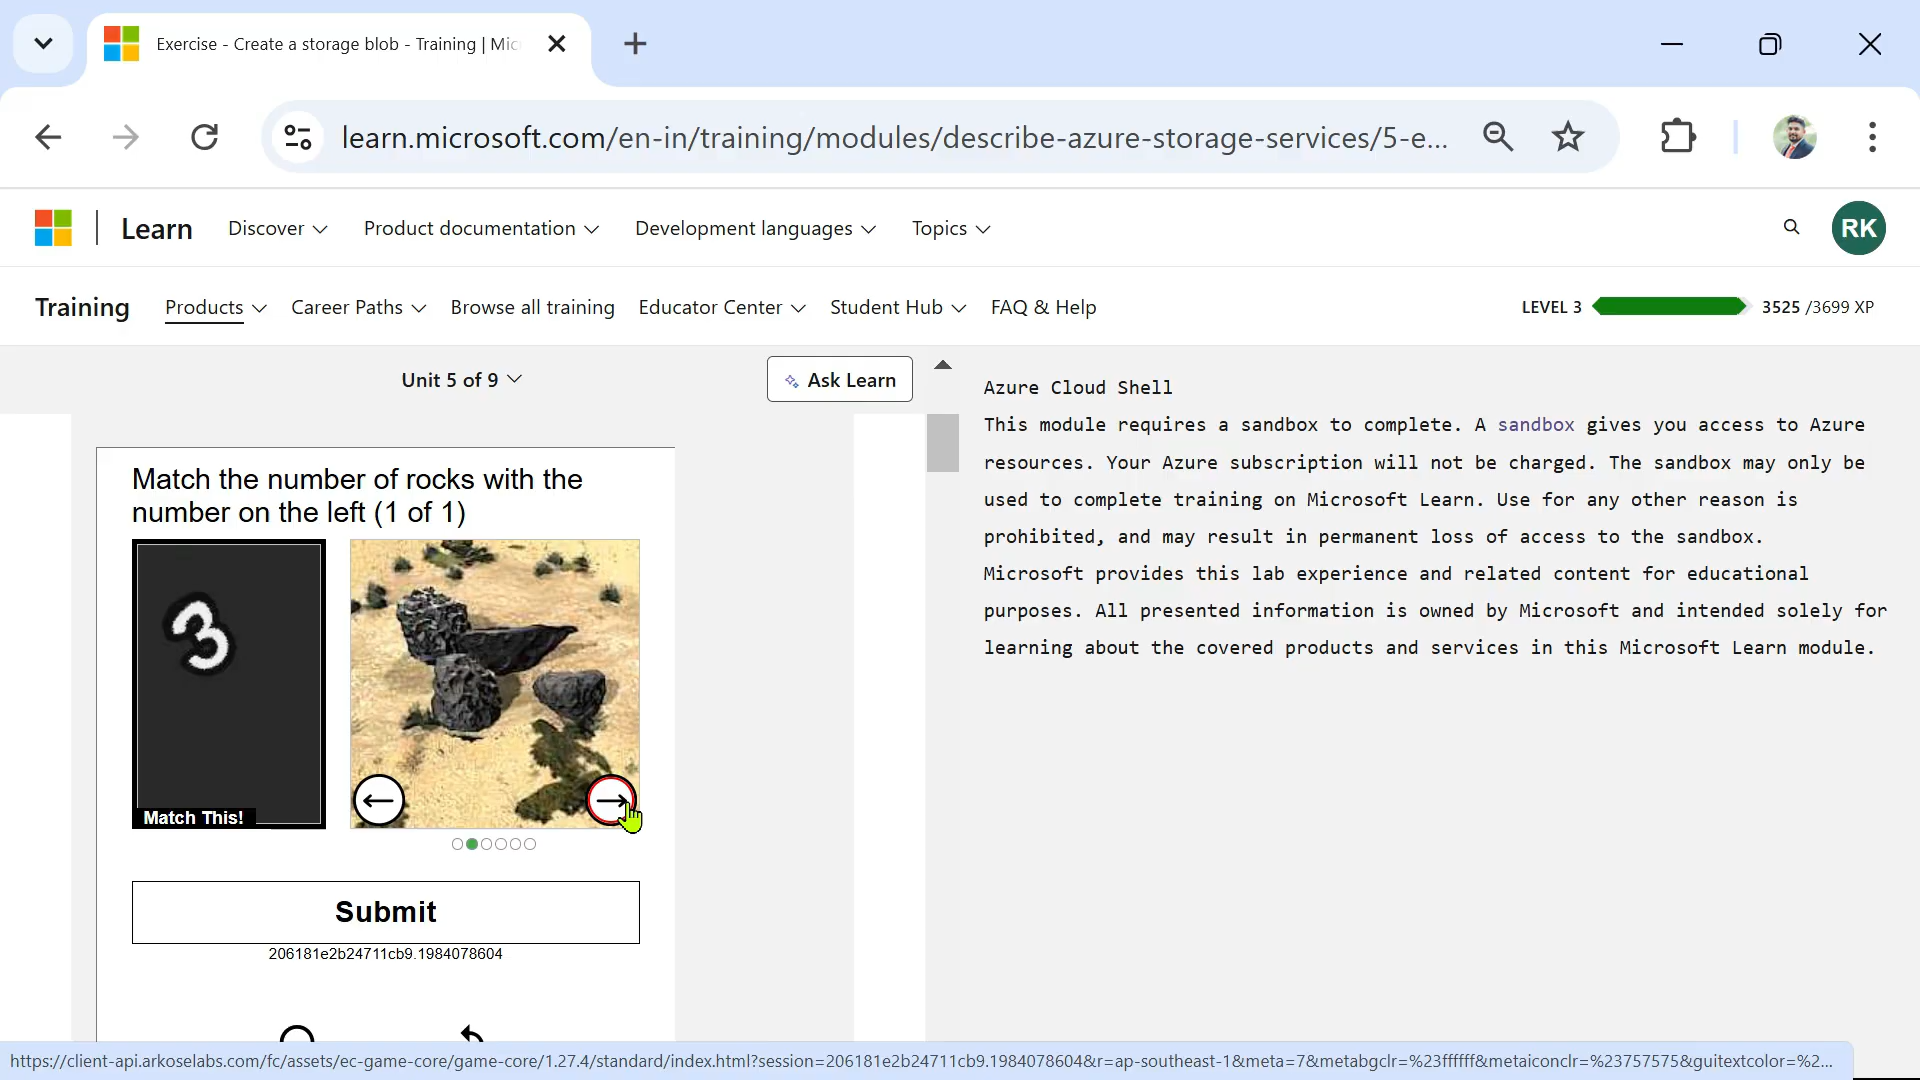 Exercise - Create a storage blob - Training | Mic
learn.microsoft.com/en-in/training/modules/describe-azure-storage-services/5-e...
Learn
Discover
Product documentation
Development languages
Topics
RK
Training
Products
Career Paths
Browse all training
Educator Center
Student Hub
FAQ & Help
LEVEL 3
3525 /3699 XP
Unit 5 of 9
Ask Learn
Match the number of rocks with the
number on the left (1 of 1)
3
Match This!
Submit
206181e2b24711cb9.1984078604
Azure Cloud Shell
This module requires a sandbox to complete. A sandbox gives you access to Azure
resources. Your Azure subscription will not be charged. The sandbox may only be
used to complete training on Microsoft Learn. Use for any other reason is
prohibited, and may result in permanent loss of access to the sandbox.
Microsoft provides this lab experience and related content for educational
purposes. All presented information is owned by Microsoft and intended solely for
learning about the covered products and services in this Microsoft Learn module.
https://client-api.arkoselabs.com/fc/assets/ec-game-core/game-core/1.27.4/standard/index.html?session=206181e2b24711cb9.1984078604&r=ap-southeast-1&meta=7&metabgclr=%23ffffff&metaiconclr=%23757575&guitextcolor=%2...